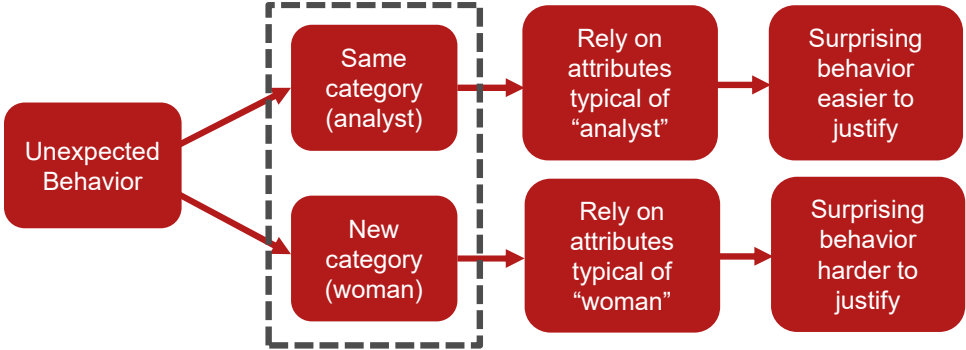 Unexpected
Behavior
Same
category
(analyst)
Rely on
attributes
typical of
“analyst”
Surprising
behavior
easier to
justify
New
category
(woman)
Rely on
attributes
typical of
“woman”
Surprising
behavior
harder to
justify